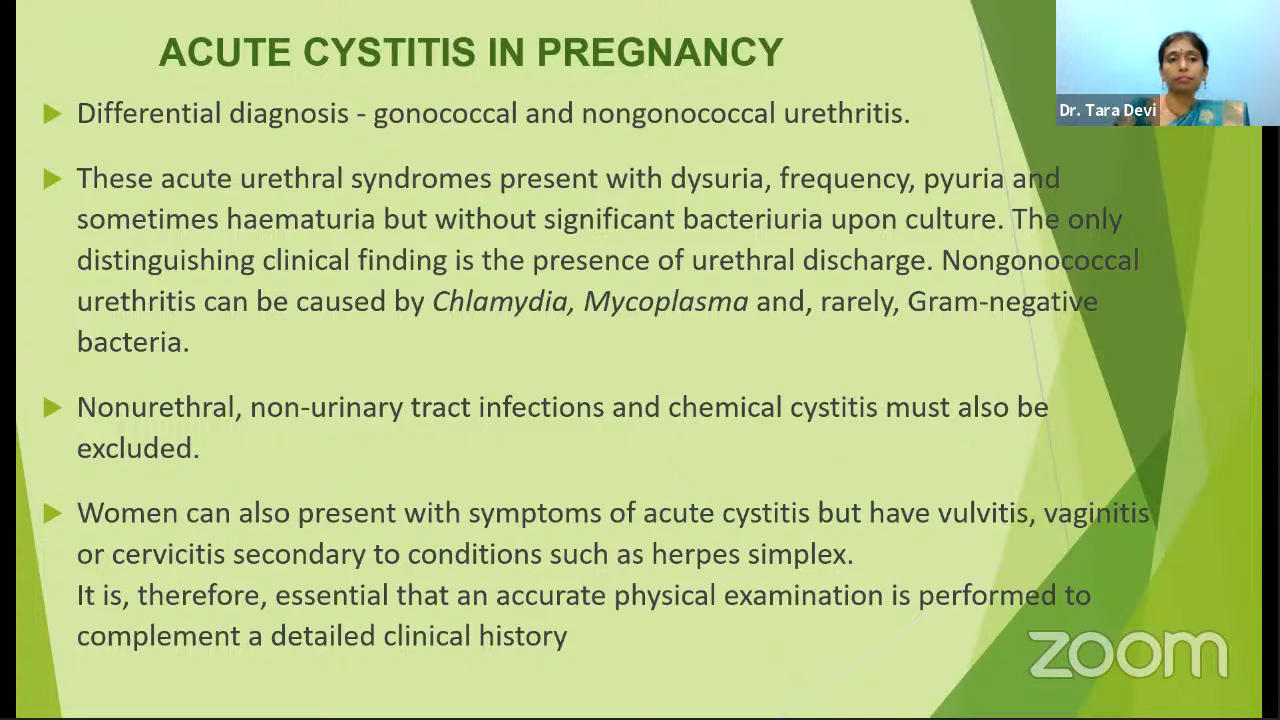 ACUTE CYSTITIS IN PREGNANCY
Dr. Tara Devi
Differential diagnosis - gonococcal and nongonococcal urethritis.
These acute urethral syndromes present with dysuria, frequency, pyuria and
sometimes haematuria but without significant bacteriuria upon culture. The only
distinguishing clinical finding is the presence of urethral discharge. Nongonococcal
urethritis can be caused by Chlamydia, Mycoplasma and, rarely, Gram-negative
bacteria.
Nonurethral, non-urinary tract infections and chemical cystitis must also be
excluded.
Women can also present with symptoms of acute cystitis but have vulvitis, vaginitis
or cervicitis secondary to conditions such as herpes simplex.
It is, therefore, essential that an accurate physical examination is performed to
complement a detailed clinical history
zoom